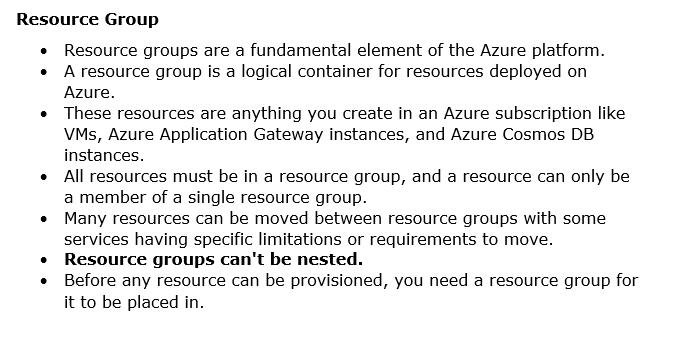 Resource Group
• Resource groups are a fundamental element of the Azure platform.
• A resource group is a logical container for resources deployed on
Azure.
• These resources are anything you create in an Azure subscription like
VMs, Azure Application Gateway instances, and Azure Cosmos DB
instances.
• All resources must be in a resource group, and a resource can only be
a member of a single resource group.
• Many resources can be moved between resource groups with some
services having specific limitations or requirements to move.
• Resource groups can't be nested.
• Before any resource can be provisioned, you need a resource group for
it to be placed in.